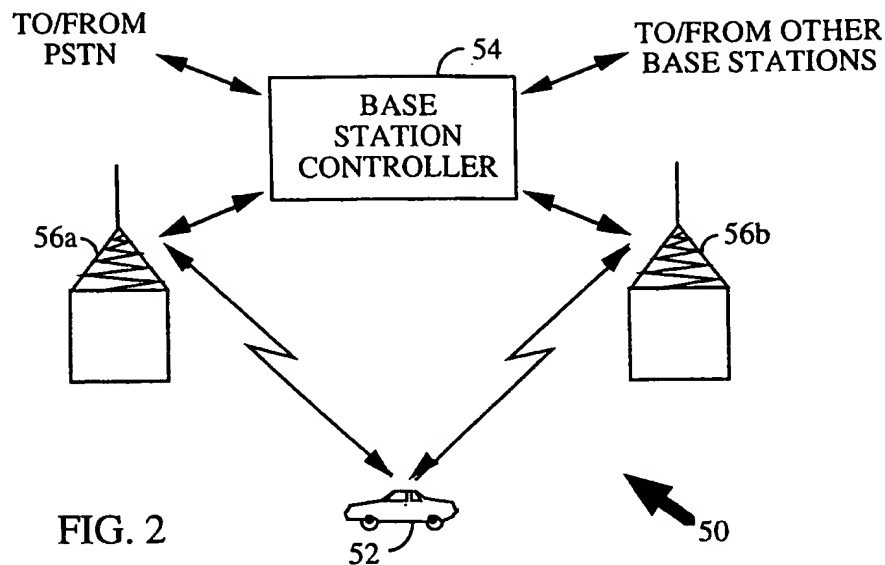 TO/FROM
PSTN
54
TO/FROM OTHER
BASE STATIONS
BASE
STATION
CONTROLLER
56a
56b
FIG. 2
52
50